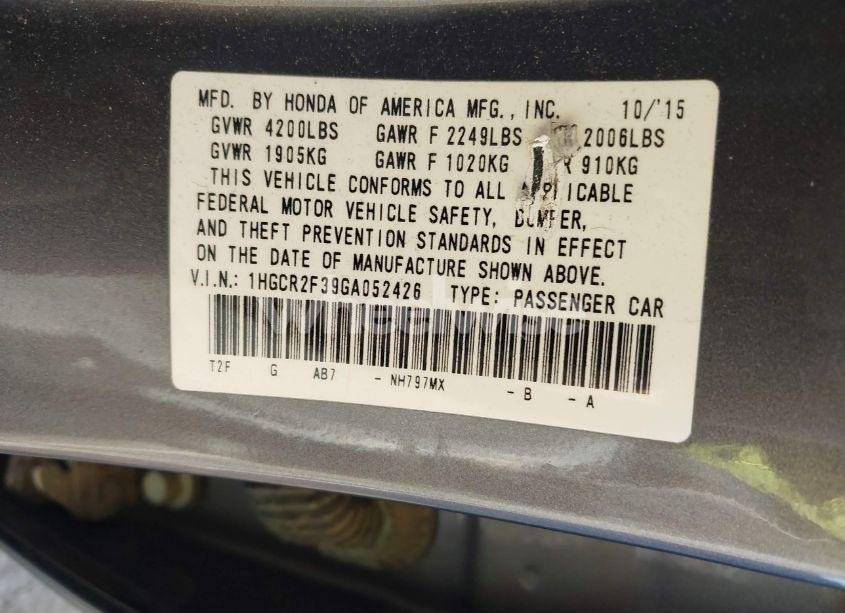 MFD. BY HONDA OF AMERICA MFG., INC. 10/'15
GVWR 4200LBS GAWR F 2249LBS 2006LBS
GVWR 1905KG GAWR F 1020KG R 910KG
THIS VEHICLE CONFORMS TO ALL APPLICABLE
FEDERAL MOTOR VEHICLE SAFETY, BUMPER,
AND THEFT PREVENTION STANDARDS IN EFFECT
ON THE DATE OF MANUFACTURE SHOWN ABOVE.
V.I.N.: 1HGCR2F39GA052426 TYPE: PASSENGER CAR
T2F G AB7 - NH797MX - B - A